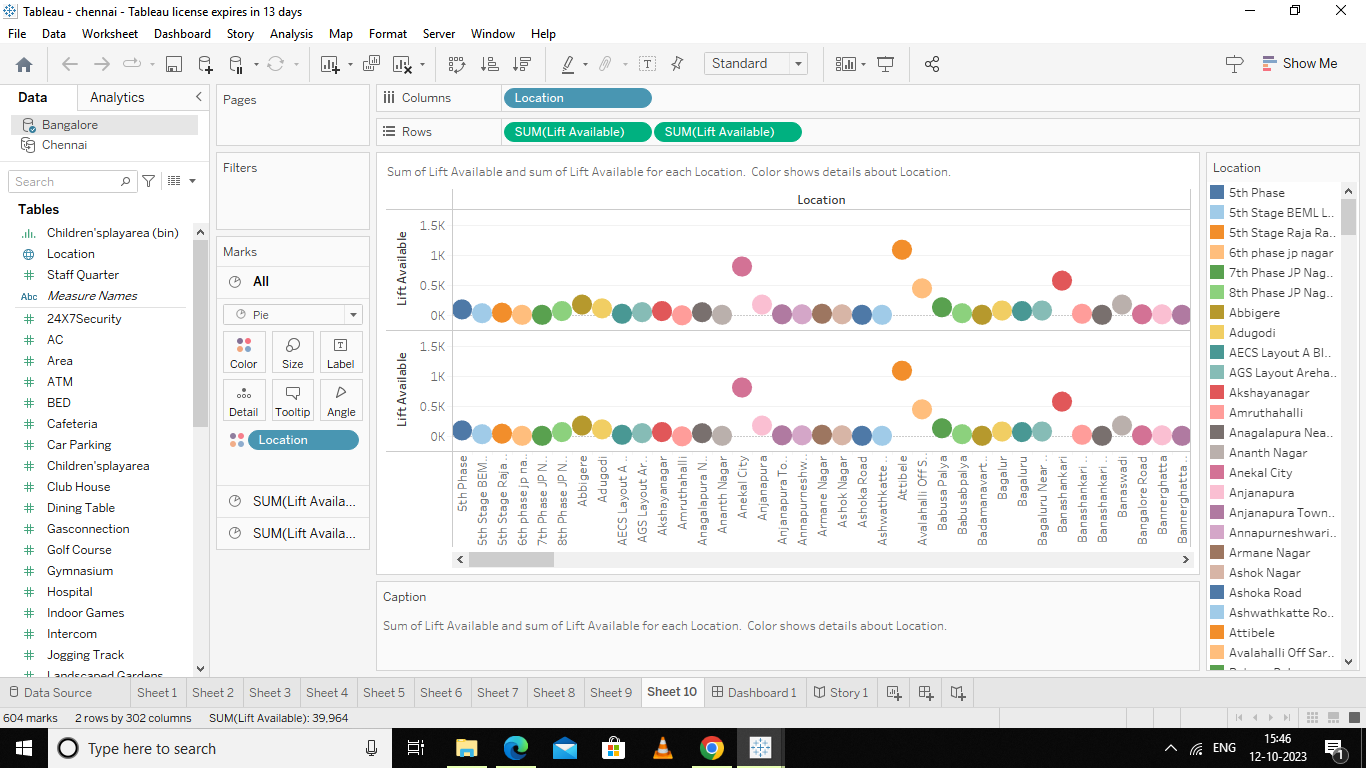 Tableau - chennai - Tableau license expires in 13 days
File Data Worksheet Dashboard Story Analysis Map Format Server Window Help
Standard
Show Me
Data Analytics
Bangalore
Chennai
Search
Tables
Children'splayarea (bin)
Location
Staff Quarter
Abc Measure Names
24X7Security
AC
Area
ATM
BED
Cafeteria
Car Parking
Children'splayarea
Club House
Dining Table
Gasconnection
Golf Course
Gymnasium
Hospital
Indoor Games
Intercom
Jogging Track
Landscaped Gardens
Pages
Filters
Marks
All
Pie
Color Size Label
Detail Tooltip Angle
Location
SUM(Lift Availa...
SUM(Lift Availa...
Columns Location
Rows SUM(Lift Available) SUM(Lift Available)
Sum of Lift Available and sum of Lift Available for each Location. Color shows details about Location.
Location
Lift Available
1.5K
1K
0.5K
0K
Lift Available
1.5K
1K
0.5K
0K
5th Phase
5th Stage BEM..
5th Stage Raja ..
6th phase jp na..
7th Phase JP N..
8th Phase JP N..
Abbigere
Adugodi
AECS Layout A ..
AGS Layout Ar..
Akshayanagar
Amruthahalli
Anagalapura N..
Ananth Nagar
Anekal City
Anjanapura
Anjanapura To..
Annapurneshw..
Armane Nagar
Ashok Nagar
Ashoka Road
Ashwathkatte..
Attibele
Avalahalli Off S..
Babusa Palya
Babusabpalya
Badamanavart..
Bagalur
Bagaluru
Bagaluru Near ..
Banashankari
Banashankari ..
Banashankari ..
Banaswadi
Bangalore Road
Bannerghatta
Bannerghatta ..
Caption
Sum of Lift Available and sum of Lift Available for each Location. Color shows details about Location.
Location
5th Phase
5th Stage BEML L..
5th Stage Raja Ra..
6th phase jp nagar
7th Phase JP Nag..
8th Phase JP Nag..
Abbigere
Adugodi
AECS Layout A Bl..
AGS Layout Areha..
Akshayanagar
Amruthahalli
Anagalapura Nea..
Ananth Nagar
Anekal City
Anjanapura
Anjanapura Town..
Annapurneshwari..
Armane Nagar
Ashok Nagar
Ashoka Road
Ashwathkatte Ro..
Attibele
Avalahalli Off Sar..
Data Source Sheet 1 Sheet 2 Sheet 3 Sheet 4 Sheet 5 Sheet 6 Sheet 7 Sheet 8 Sheet 9 Sheet 10 Dashboard 1 Story 1
604 marks 2 rows by 302 columns SUM(Lift Available): 39,964
Type here to search
ENG
15:46
12-10-2023
1